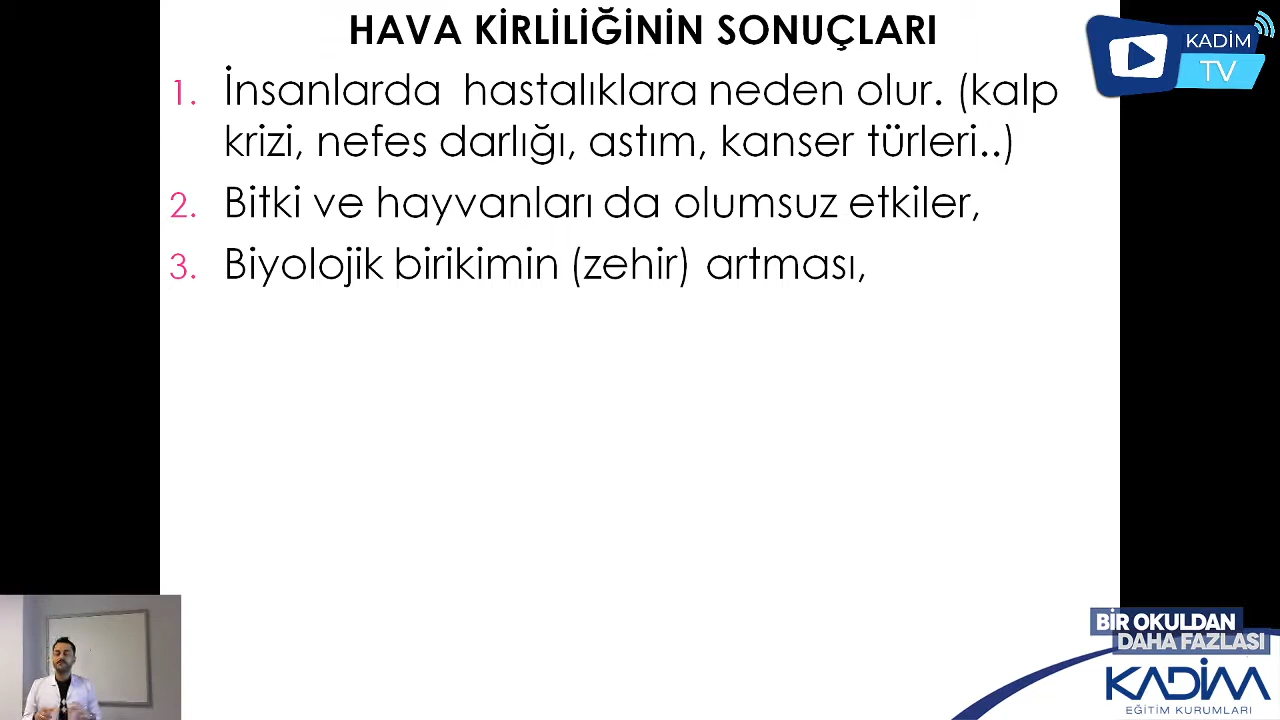 HAVA KİRLİLİĞİNİN SONUÇLARI
1. İnsanlarda hastalıklara neden olur. (kalp
krizi, nefes darlığı, astım, kanser türleri..)
2. Bitki ve hayvanları da olumsuz etkiler,
3. Biyolojik birikimin (zehir) artması,
KADİM
TV
BİR OKULDAN
DAHA FAZLASI
KADİM
EĞİTİM KURUMLARI